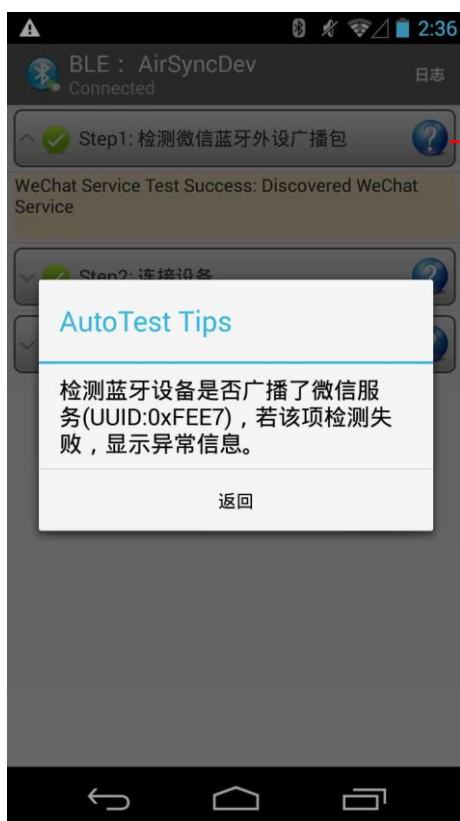 2:36
BLE： AirSyncDev
Connected
日志
Step1: 检测微信蓝牙外设广播包
?
WeChat Service Test Success: Discovered WeChat
Service
Step2: 连接设备
?
AutoTest Tips
检测蓝牙设备是否广播了微信服
务(UUID:0xFEE7)，若该项检测失
败，显示异常信息。
返回